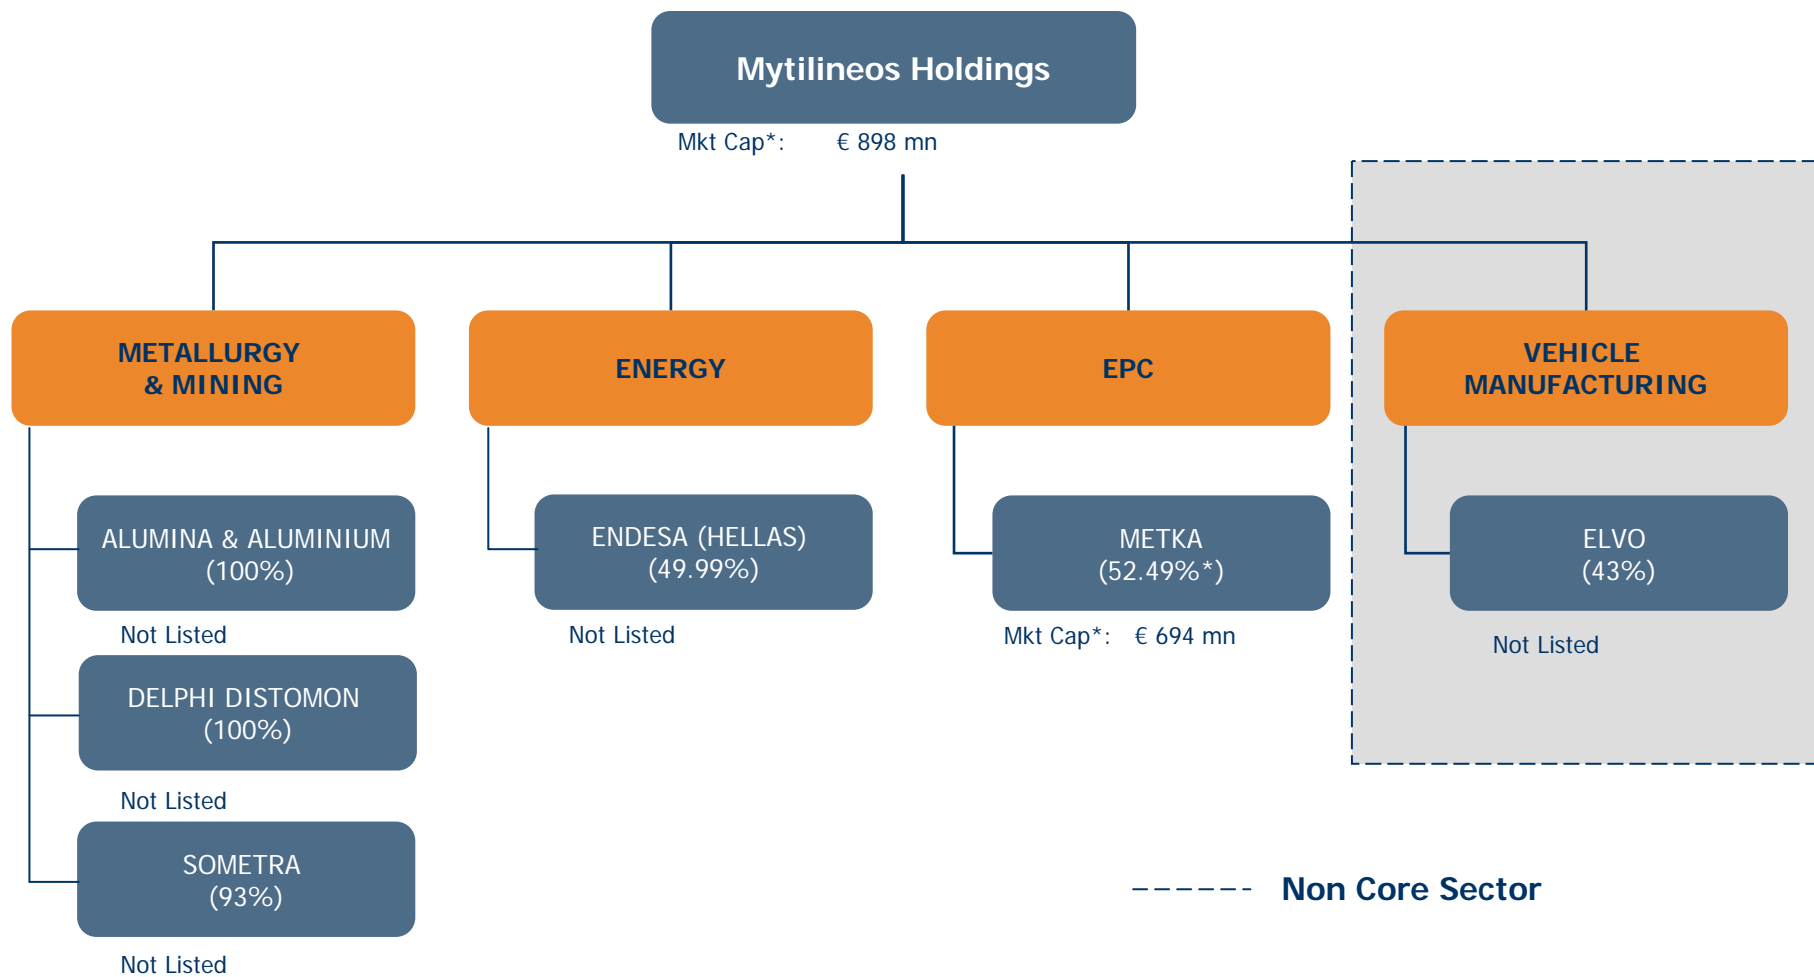 Mytilineos Holdings
Mkt Cap*: € 898 mn
METALLURGY
& MINING
ENERGY
EPC
VEHICLE
MANUFACTURING
ALUMINA & ALUMINIUM
(100%)
Not Listed
DELPHI DISTOMON
(100%)
Not Listed
SOMETRA
(93%)
Not Listed
ENDESA (HELLAS)
(49.99%)
Not Listed
METKA
(52.49%*)
Mkt Cap*: € 694 mn
ELVO
(43%)
Not Listed
Non Core Sector